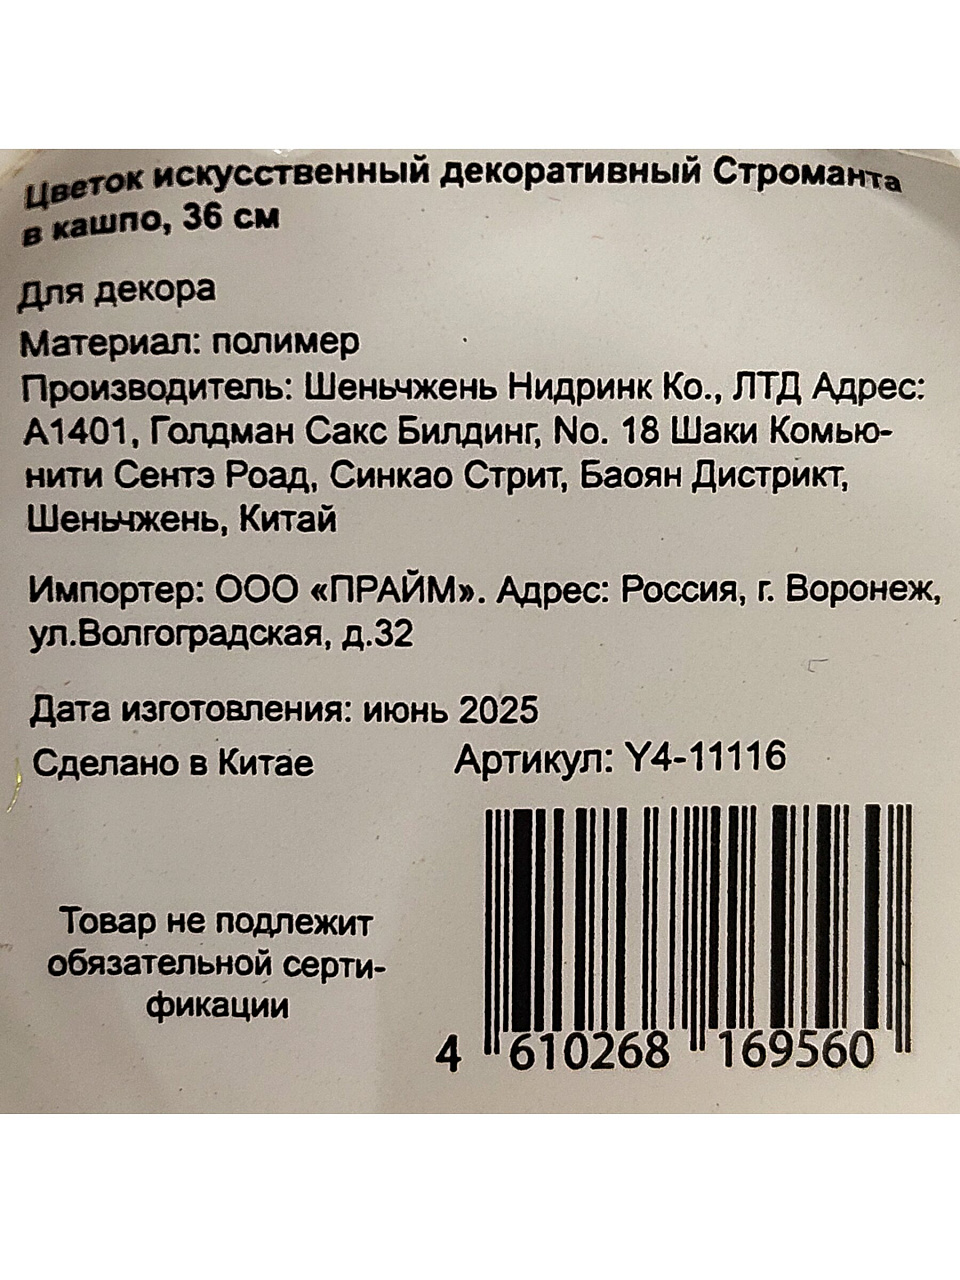 Цветок искусственный декоративный Строманта
в кашпо, 36 см
Для декора
Материал: полимер
Производитель: Шеньчжень Нидринк Ко., ЛТД Адрес:
А1401, Голдман Сакс Билдинг, No. 18 Шаки Комью-
нити Сентэ Роад, Синкао Стрит, Баоян Дистрикт,
Шеньчжень, Китай
Импортер: ООО «ПРАЙМ». Адрес: Россия, г. Воронеж,
ул.Волгоградская, д.32
Дата изготовления: июнь 2025
Сделано в Китае
Артикул: Y4-11116
Товар не подлежит
обязательной серти-
фикации
4 610268 169560